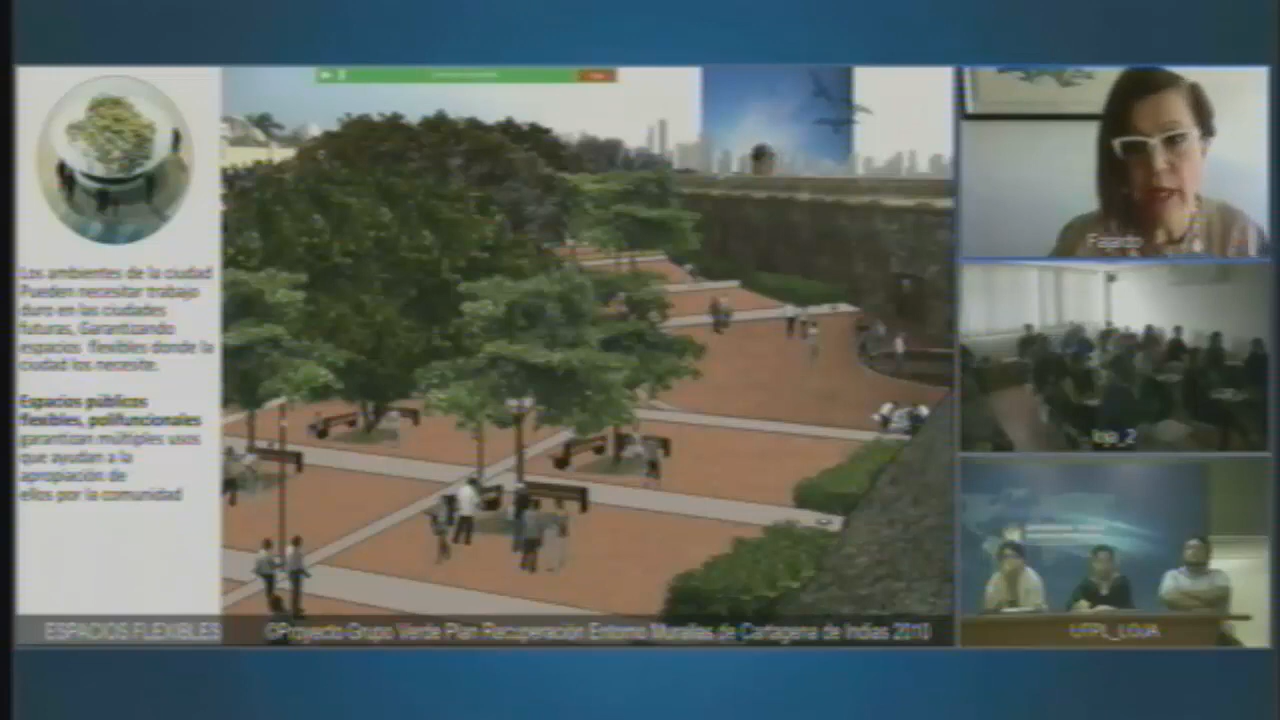 Los ambientes de la ciudad
Pueden necesitar trabajo
duro en las ciudades
futuras, Garantizando
espacios flexibles donde la
ciudad los necesite.
Espacios públicos
flexibles, polifuncionales
garantizan múltiples usos
que ayudan a la
apropiación de
ellos por la comunidad
ESPACIOS FLEXIBLES
©Proyecto Grupo Verde Plan Recuperación Entorno Murallas de Cartagena de Indias 2010
Fajardo
UTPL_LOJA